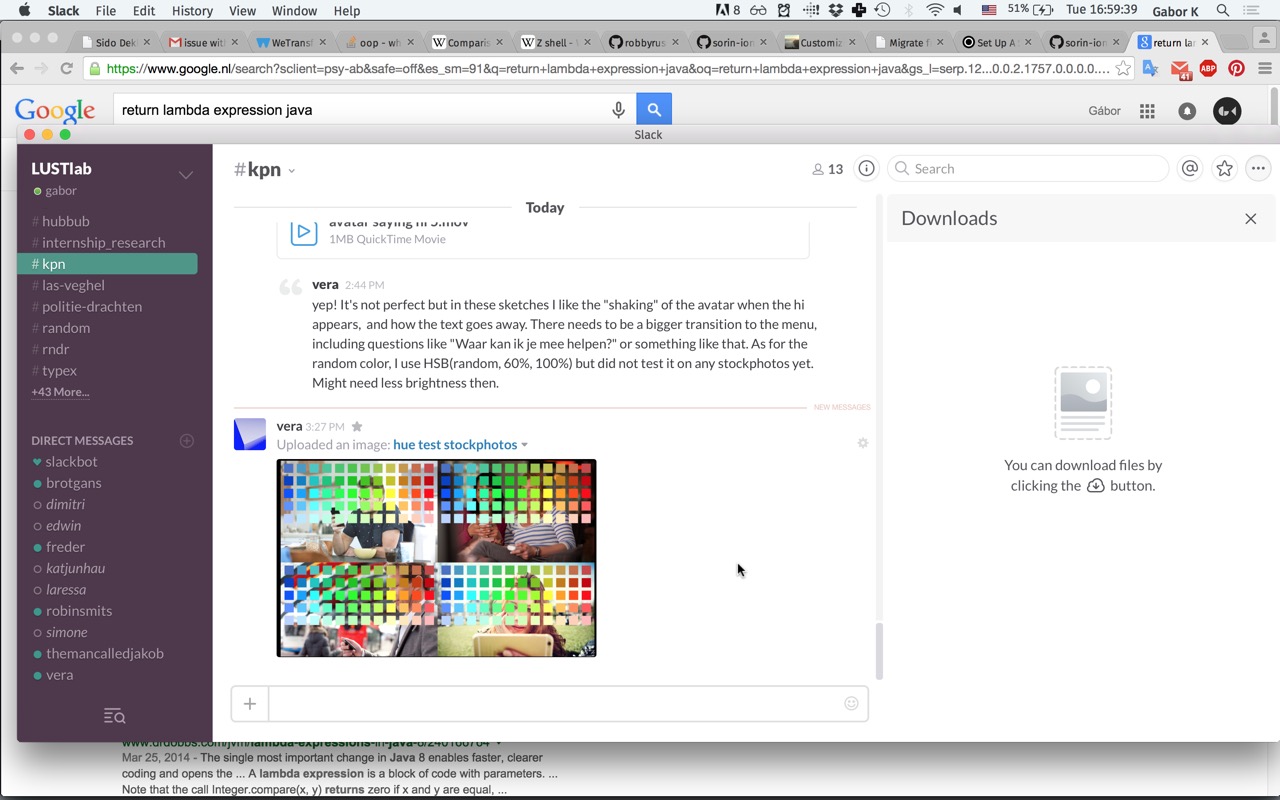 Slack File Edit History View Window Help 8 51% Tue 16:59:39 Gabor K
Sido Dek issue with WeTransf oop - wh Comparis Z shell - robbyrus sorin-ion Customiz Migrate f Set Up A sorin-ion return lar
https://www.google.nl/search?sclient=psy-ab&safe=off&es_sm=91&q=return+lambda+expression+java&oq=return+lambda+expression+java&gs_l=serp.12...0.0.2.1757.0.0.0.0.... 41 ABP
Google return lambda expression java Gábor
Slack
LUSTlab
gabor
# hubbub
# internship_research
# kpn
# las-veghel
# politie-drachten
# random
# rndr
# typex
+43 More...
DIRECT MESSAGES
slackbot
brotgans
dimitri
edwin
freder
katjunhau
laressa
robinsmits
simone
themancalledjakob
vera
#kpn 13 Search
Today
avatar saying hi 5.mov
1MB QuickTime Movie
vera 2:44 PM
yep! It's not perfect but in these sketches I like the "shaking" of the avatar when the hi
appears, and how the text goes away. There needs to be a bigger transition to the menu,
including questions like "Waar kan ik je mee helpen?" or something like that. As for the
random color, I use HSB(random, 60%, 100%) but did not test it on any stockphotos yet.
Might need less brightness then.
NEW MESSAGES
vera 3:27 PM
Uploaded an image: hue test stockphotos
Downloads
You can download files by
clicking the button.
www.drdobbs.com/jvm/lambda-expressions-in-java-8/240166764
Mar 25, 2014 - The single most important change in Java 8 enables faster, clearer
coding and opens the ... A lambda expression is a block of code with parameters. ...
Note that the call Integer.compare(x, y) returns zero if x and y are equal, ...